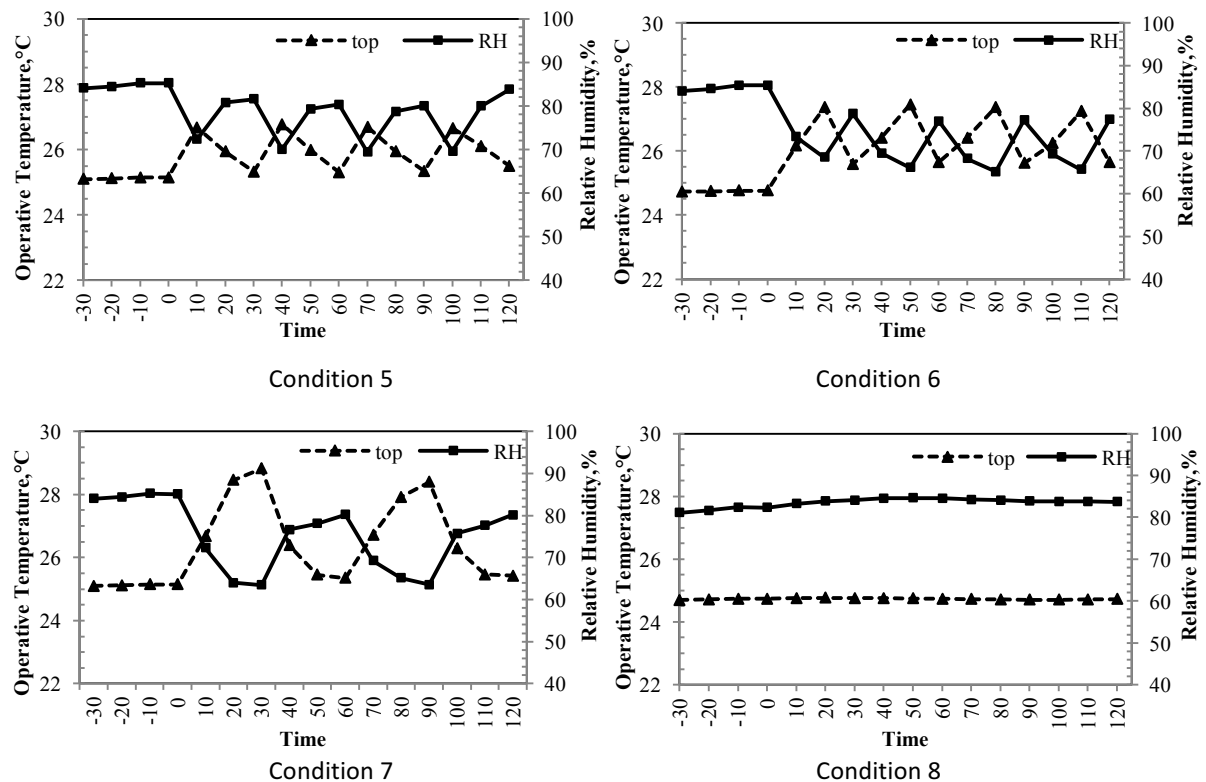 30 100
top RH
28 90
80
26 70
24 60
50
22 40
Operative Temperature,°C
Relative Humidity,%
-30 -20 -10 0 10 20 30 40 50 60 70 80 90 100 110 120
Time
Condition 5
30 100
top RH
28 90
80
26 70
24 60
50
22 40
Operative Temperature,°C
Relative Humidity,%
-30 -20 -10 0 10 20 30 40 50 60 70 80 90 100 110 120
Time
Condition 6
30 100
top RH
28 90
80
26 70
24 60
50
22 40
Operative Temperature,°C
Relative Humidity,%
-30 -20 -10 0 10 20 30 40 50 60 70 80 90 100 110 120
Time
Condition 7
30 100
top RH
28 90
80
26 70
24 60
50
22 40
Operative Temperature,°C
Relative Humidity,%
-30 -20 -10 0 10 20 30 40 50 60 70 80 90 100 110 120
Time
Condition 8